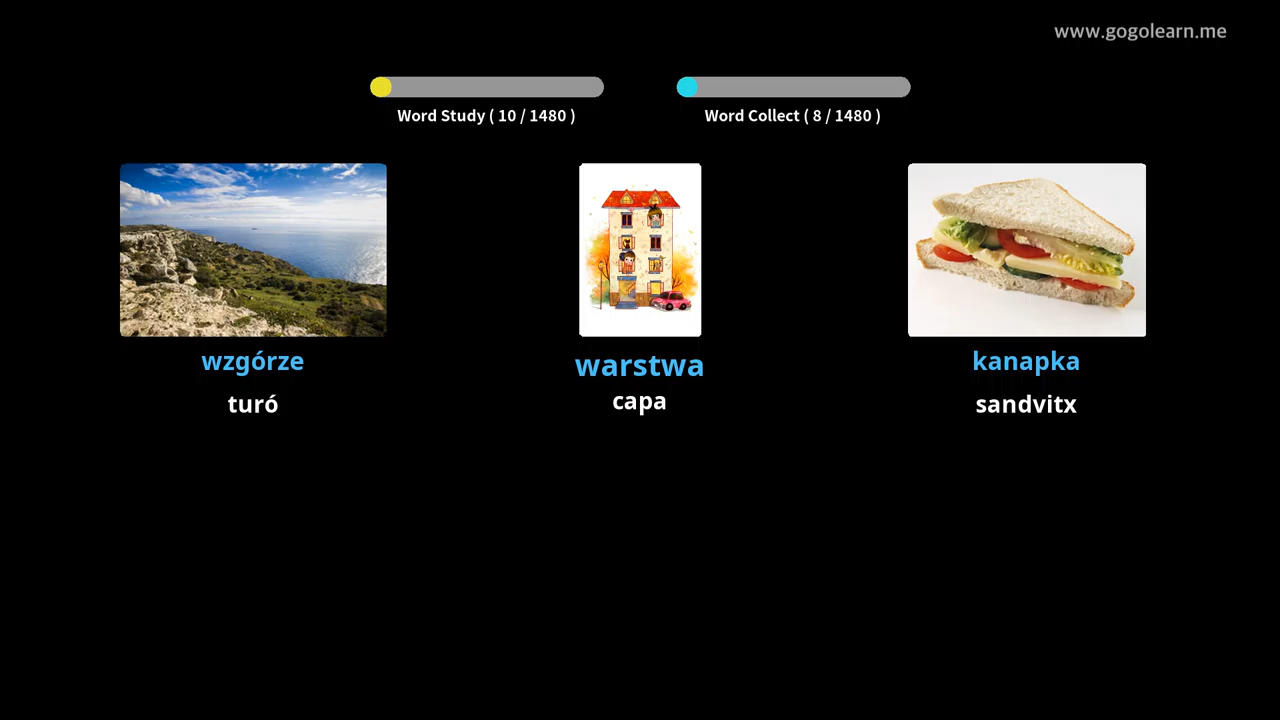 www.gogolearn.me
Word Study ( 10 / 1480 )
Word Collect ( 8 / 1480 )
wzgórze
warstwa
kanapka
turó
capa
sandvitx